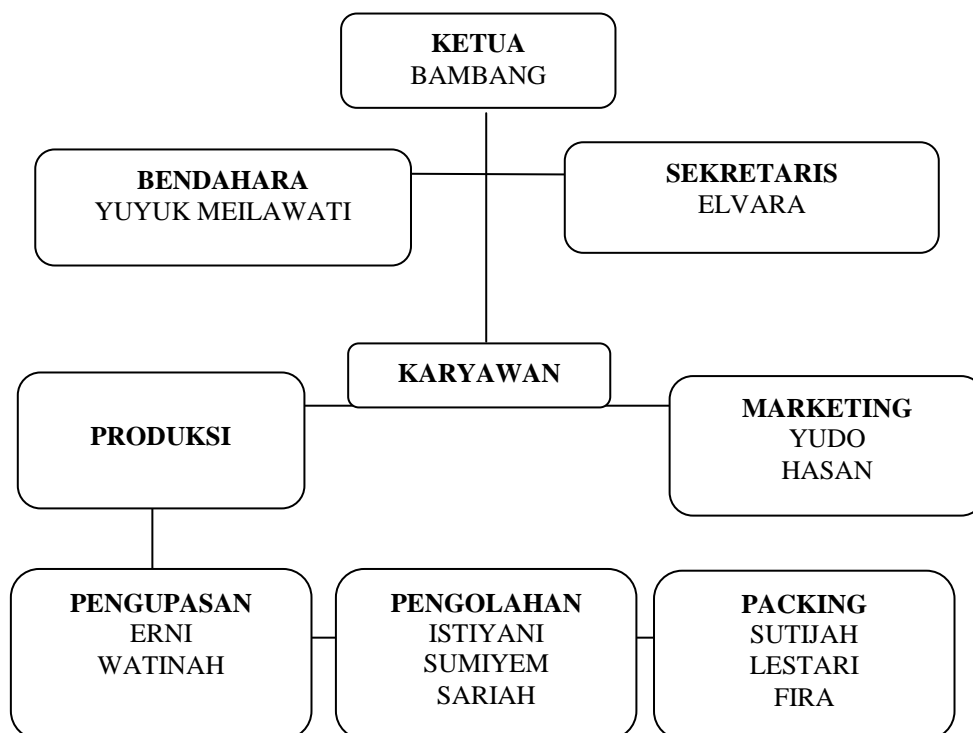 KETUA
BAMBANG
BENDAHARA
YUYUK MEILAWATI
SEKRETARIS
ELVARA
KARYAWAN
PRODUKSI
MARKETING
YUDO
HASAN
PENGUPASAN
ERNI
WATINAH
PENGOLAHAN
ISTIYANI
SUMIYEM
SARIAH
PACKING
SUTIJAH
LESTARI
FIRA